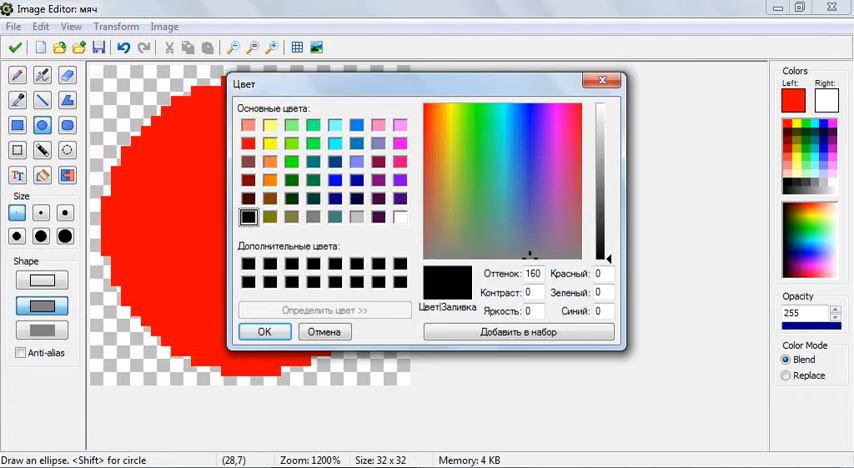 Image Editor: мяч
File Edit View Transform Image
Colors
Left: Right:
Цвет
Основные цвета:
Дополнительные цвета:
Определить цвет >>
OK
Отмена
Цвет|Заливка
Оттенок: 160
Контраст: 0
Яркость: 0
Красный: 0
Зеленый: 0
Синий: 0
Добавить в набор
Size
Shape
Anti-alias
Opacity
255
Color Mode
Blend
Replace
Draw an ellipse. <Shift> for circle
(28,7)
Zoom: 1200%
Size: 32 x 32
Memory: 4 KB